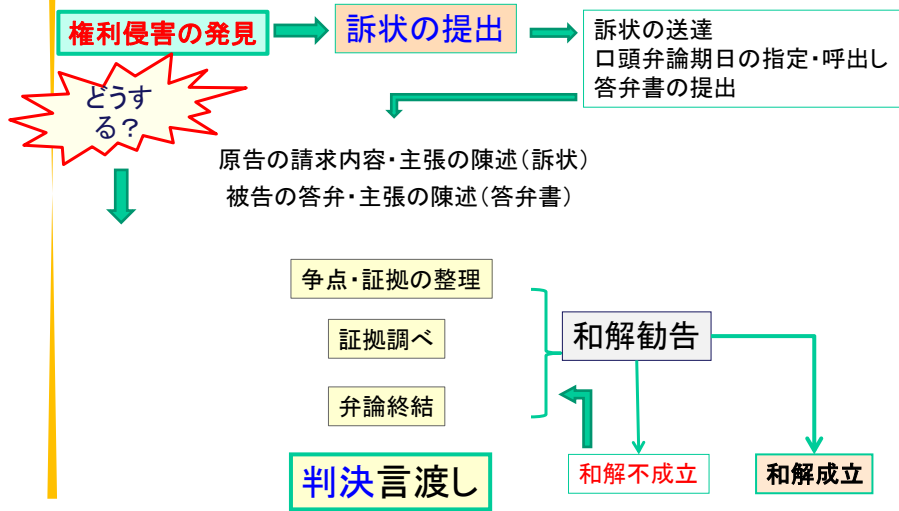 権利侵害の発見
訴状の提出
訴状の送達
口頭弁論期日の指定・呼出し
答弁書の提出
どうす
る？
原告の請求内容・主張の陳述(訴状)
被告の答弁・主張の陳述(答弁書)
争点・証拠の整理
証拠調べ
弁論終結
和解勧告
判決言渡し
和解不成立
和解成立